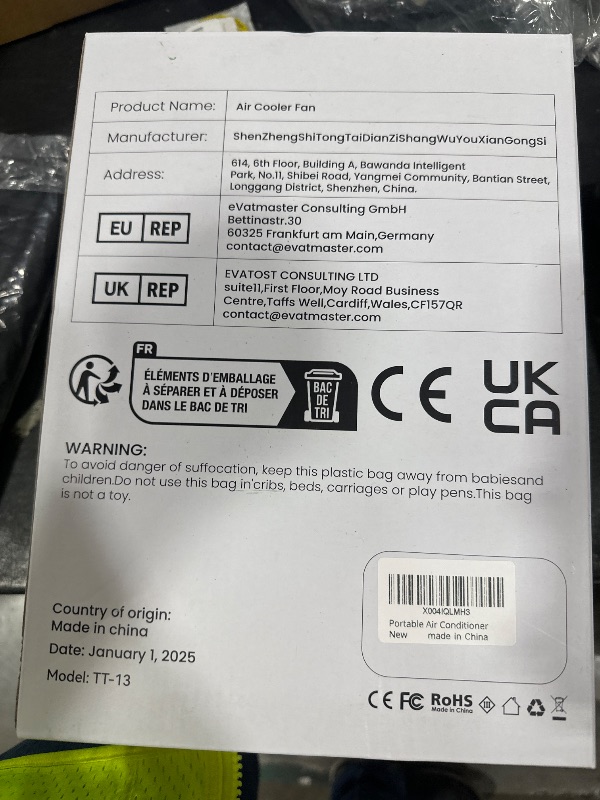 Product Name: Air Cooler Fan
Manufacturer: ShenZhengShiTongTaiDianZiShangWuYouXianGongSi
Address: 614, 6th Floor, Building A, Bawanda Intelligent
Park, No.11, Shibei Road, Yangmei Community, Bantian Street,
Longgang District, Shenzhen, China.
EU REP
eVatmaster Consulting GmbH
Bettinastr.30
60325 Frankfurt am Main,Germany
contact@evatmaster.com
UK REP
EVATOST CONSULTING LTD
suite11,First Floor,Moy Road Business
Centre,Taffs Well,Cardiff,Wales,CF157QR
contact@evatmaster.com
FR
ÉLÉMENTS D'EMBALLAGE
À SÉPARER ET À DÉPOSER
DANS LE BAC DE TRI
BAC
DE
TRI
CE
UK
CA
WARNING:
To avoid danger of suffocation, keep this plastic bag away from babiesand
children.Do not use this bag in'cribs, beds, carriages or play pens.This bag
is not a toy.
X004IQLMH3
Portable Air Conditioner
New made in China
Country of origin:
Made in china
Date: January 1, 2025
Model: TT-13
CE FC RoHS
Made in China